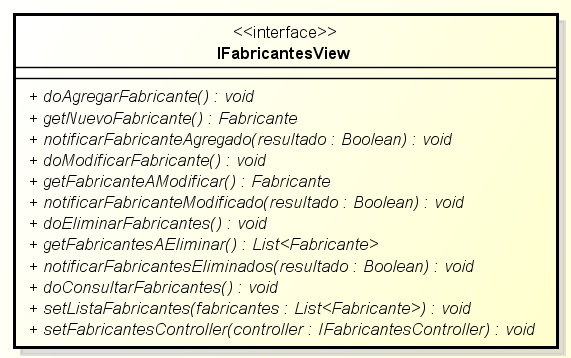 <<interface>>
IFabricantesView
+ doAgregarFabricante() : void
+ getNuevoFabricante() : Fabricante
+ notificarFabricanteAgregado(resultado : Boolean) : void
+ doModificarFabricante() : void
+ getFabricanteAModificar() : Fabricante
+ notificarFabricanteModificado(resultado : Boolean) : void
+ doEliminarFabricantes() : void
+ getFabricantesAEliminar() : List<Fabricante>
+ notificarFabricantesEliminados(resultado : Boolean) : void
+ doConsultarFabricantes() : void
+ setListaFabricantes(fabricantes : List<Fabricante>) : void
+ setFabricantesController(controller : IFabricantesController) : void